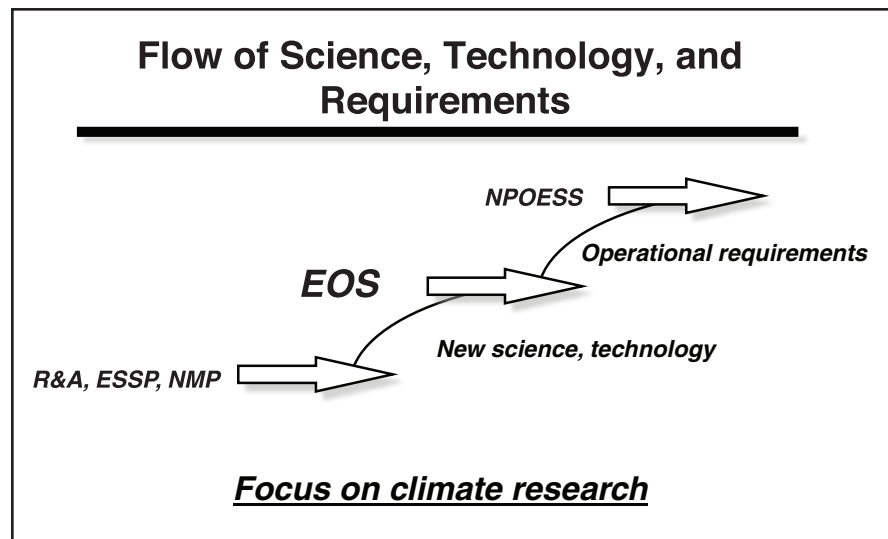 Flow of Science, Technology, and
Requirements
NPOESS
Operational requirements
EOS
New science, technology
R&A, ESSP, NMP
Focus on climate research